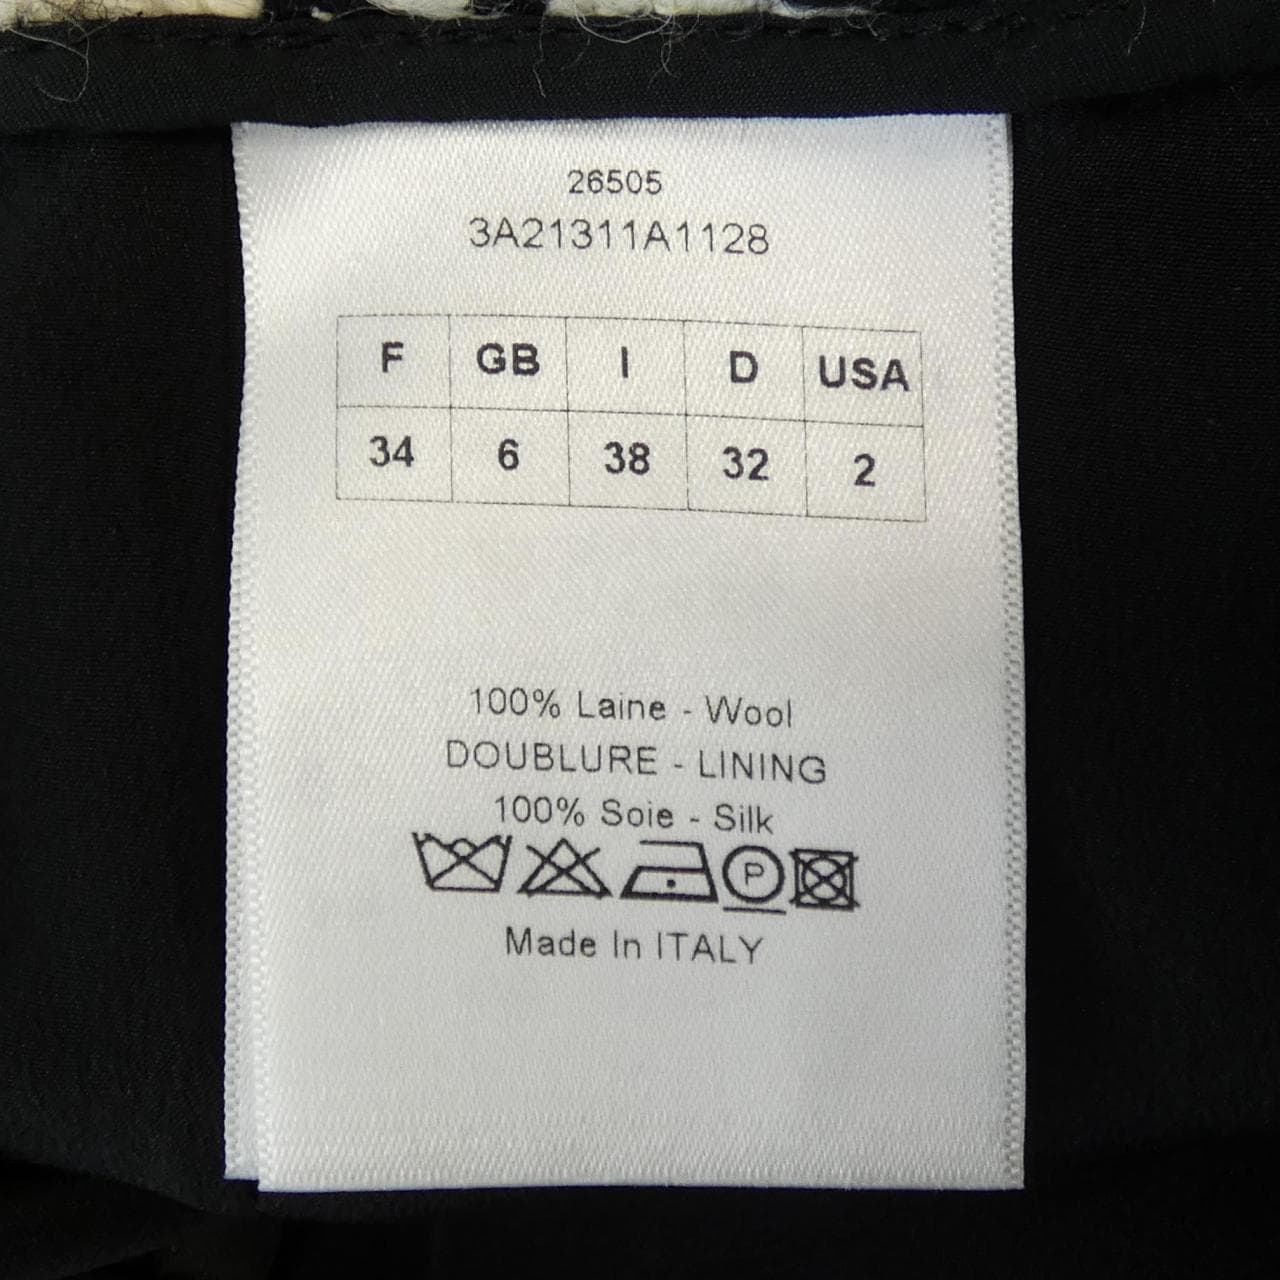 26505
3A21311A1128
F GB I D USA
34 6 38 32 2
100% Laine - Wool
DOUBLURE - LINING
100% Soie - Silk
P
Made In ITALY